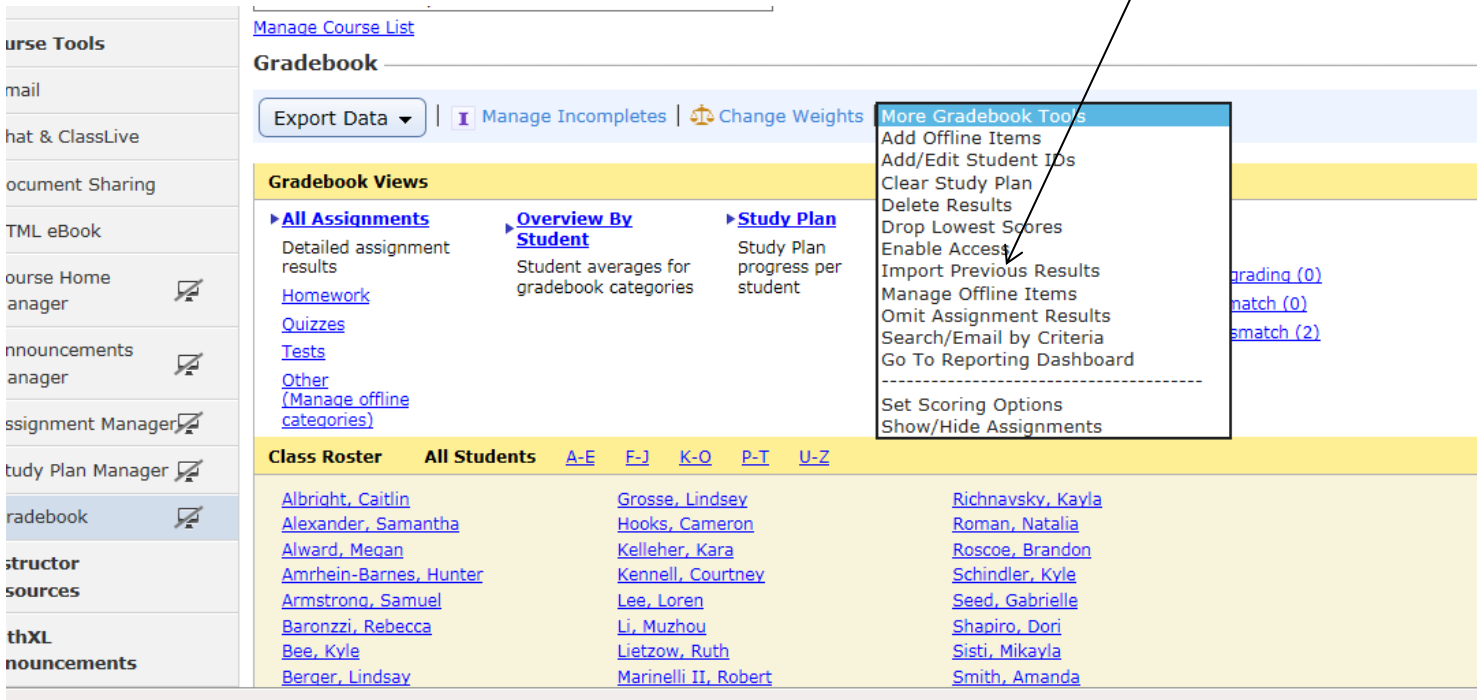 Manage Course List
urse Tools
Gradebook
mail
Export Data | I Manage Incompletes | Change Weights | More Gradebook Tools
Add Offline Items
Add/Edit Student IDs
Clear Study Plan
Delete Results
Drop Lowest Scores
Enable Access
Import Previous Results
Manage Offline Items
Omit Assignment Results
Search/Email by Criteria
Go To Reporting Dashboard
----------------------------------------
Set Scoring Options
Show/Hide Assignments
hat & ClassLive
ocument Sharing
TML eBook
ourse Home
anager
nnouncements
anager
ssignment Manager
tudy Plan Manager
radebook
structor
sources
thXL
nouncements
Gradebook Views
All Assignments
Detailed assignment
results
Homework
Quizzes
Tests
Other
(Manage offline
categories)
Overview By
Student
Student averages for
gradebook categories
Study Plan
Study Plan
progress per
student
grading (0)
match (0)
smatch (2)
Class Roster All Students A-E F-J K-O P-T U-Z
Albright, Caitlin
Alexander, Samantha
Alward, Megan
Amrhein-Barnes, Hunter
Armstrong, Samuel
Baronzzi, Rebecca
Bee, Kyle
Berger, Lindsay
Grosse, Lindsey
Hooks, Cameron
Kelleher, Kara
Kennell, Courtney
Lee, Loren
Li, Muzhou
Lietzow, Ruth
Marinelli II, Robert
Richnavsky, Kayla
Roman, Natalia
Roscoe, Brandon
Schindler, Kyle
Seed, Gabrielle
Shapiro, Dori
Sisti, Mikayla
Smith, Amanda